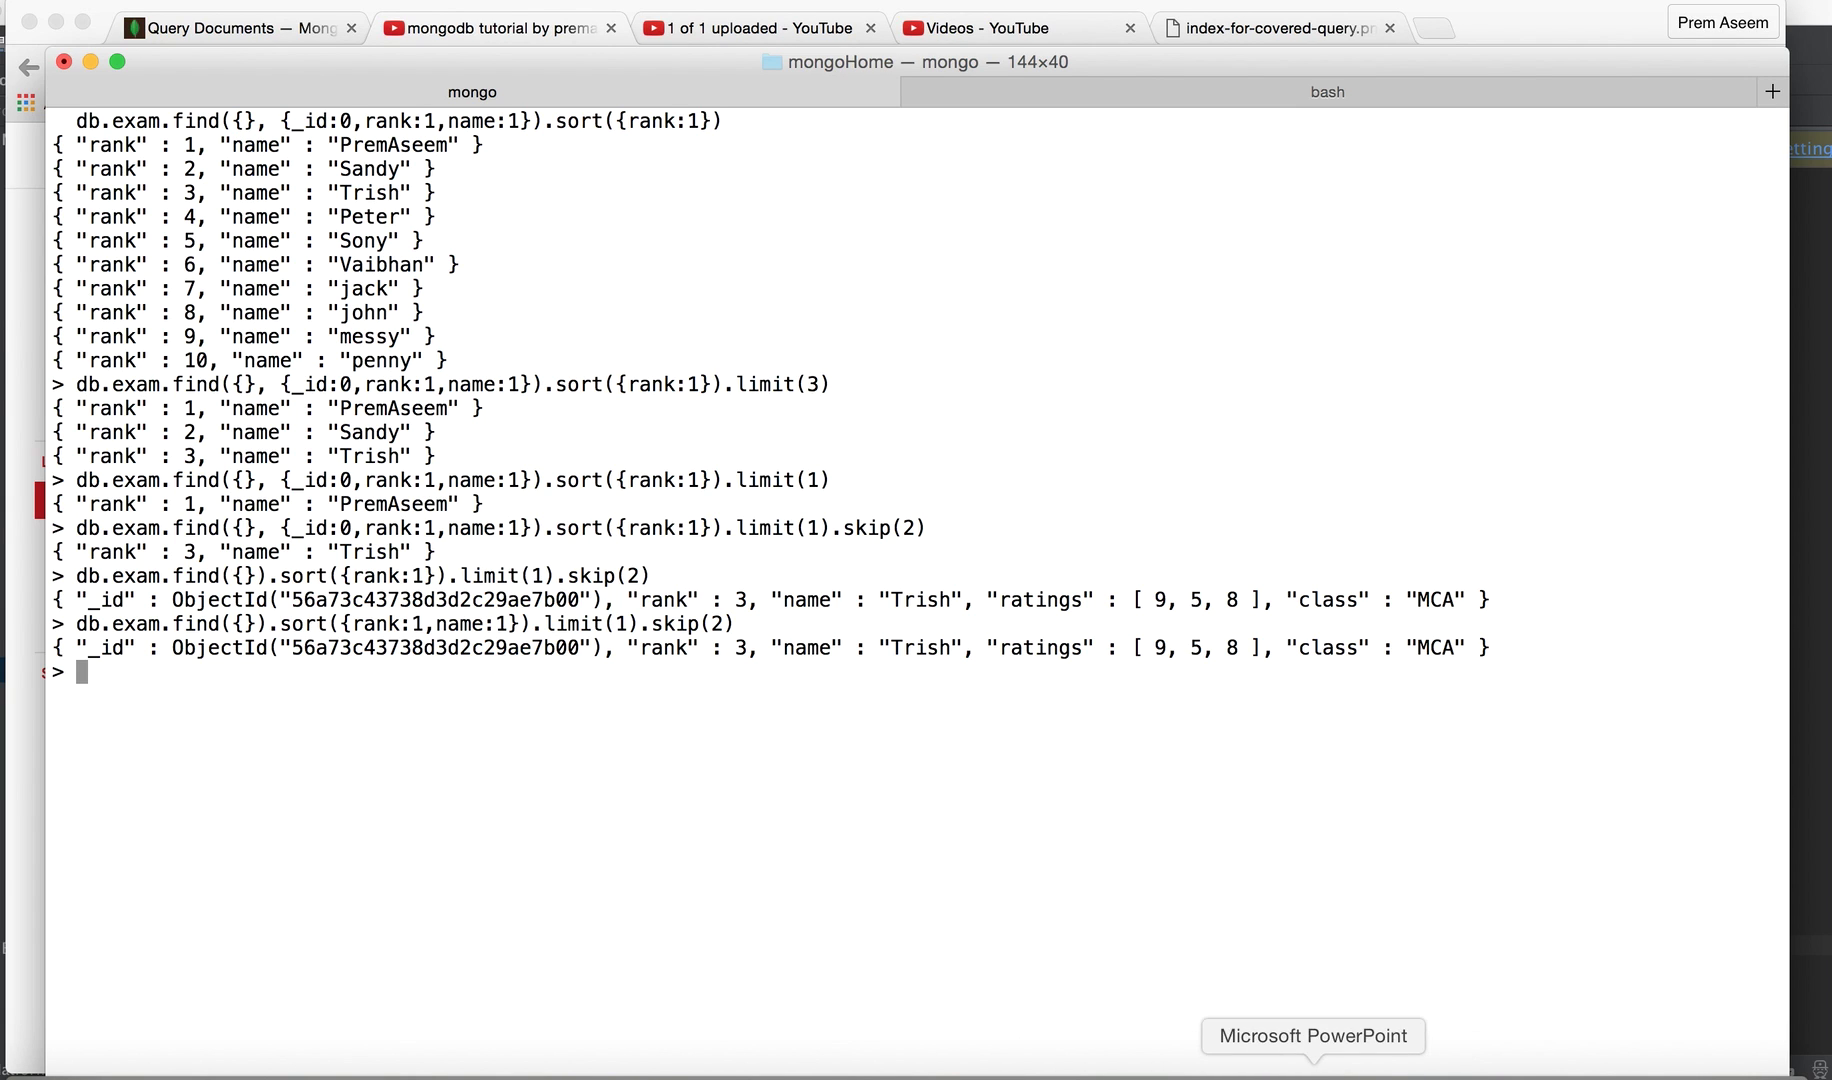 Query Documents — Mong
mongodb tutorial by prema
1 of 1 uploaded - YouTube
Videos - YouTube
index-for-covered-query.pr
Prem Aseem
mongoHome — mongo — 144×40
mongo
bash
db.exam.find({}, {_id:0,rank:1,name:1}).sort({rank:1})
{ "rank" : 1, "name" : "PremAseem" }
{ "rank" : 2, "name" : "Sandy" }
{ "rank" : 3, "name" : "Trish" }
{ "rank" : 4, "name" : "Peter" }
{ "rank" : 5, "name" : "Sony" }
{ "rank" : 6, "name" : "Vaibhan" }
{ "rank" : 7, "name" : "jack" }
{ "rank" : 8, "name" : "john" }
{ "rank" : 9, "name" : "messy" }
{ "rank" : 10, "name" : "penny" }
> db.exam.find({}, {_id:0,rank:1,name:1}).sort({rank:1}).limit(3)
{ "rank" : 1, "name" : "PremAseem" }
{ "rank" : 2, "name" : "Sandy" }
{ "rank" : 3, "name" : "Trish" }
> db.exam.find({}, {_id:0,rank:1,name:1}).sort({rank:1}).limit(1)
{ "rank" : 1, "name" : "PremAseem" }
> db.exam.find({}, {_id:0,rank:1,name:1}).sort({rank:1}).limit(1).skip(2)
{ "rank" : 3, "name" : "Trish" }
> db.exam.find({}).sort({rank:1}).limit(1).skip(2)
{ "_id" : ObjectId("56a73c43738d3d2c29ae7b00"), "rank" : 3, "name" : "Trish", "ratings" : [ 9, 5, 8 ], "class" : "MCA" }
> db.exam.find({}).sort({rank:1,name:1}).limit(1).skip(2)
{ "_id" : ObjectId("56a73c43738d3d2c29ae7b00"), "rank" : 3, "name" : "Trish", "ratings" : [ 9, 5, 8 ], "class" : "MCA" }
>
etting
Microsoft PowerPoint